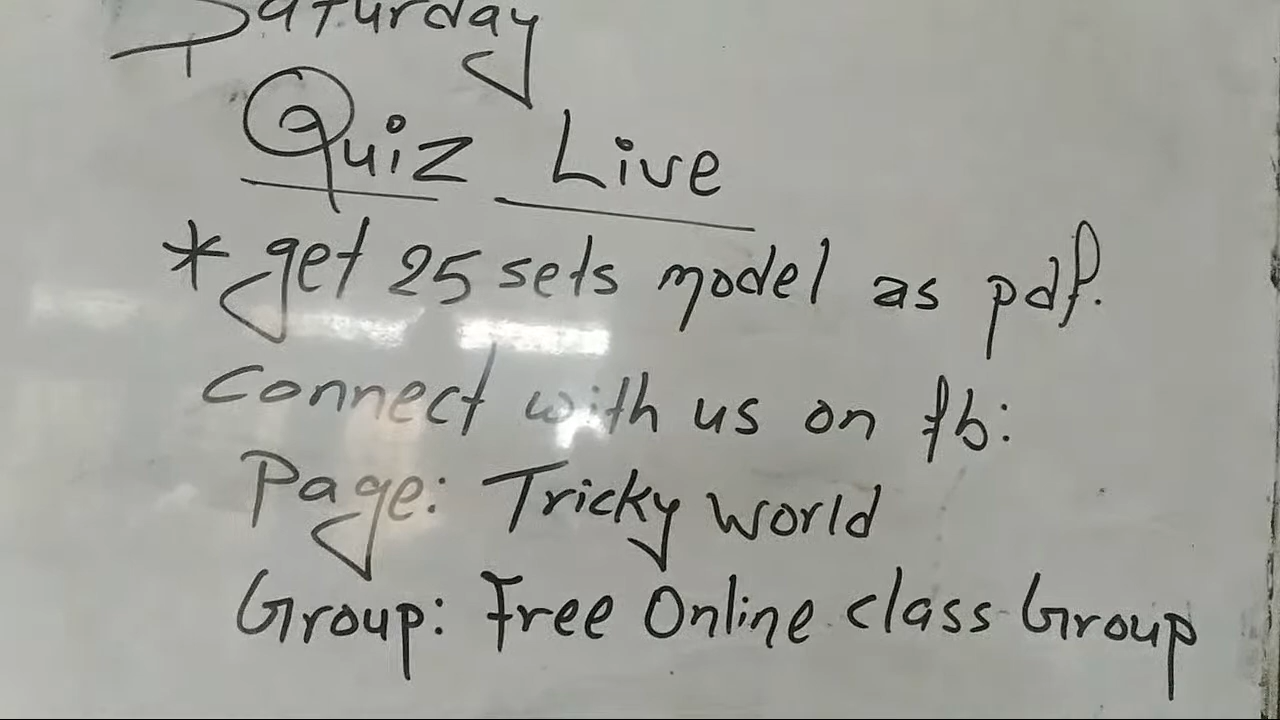 Saturday
Quiz Live
* get 25 sets model as pdf.
connect with us on fb:
Page: Tricky world
Group: Free Online class Group